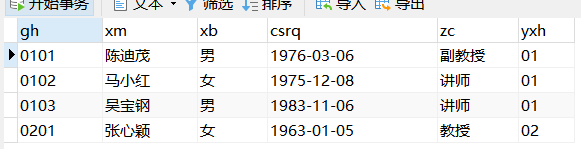 开始事务 文本 筛选 排序 导入 导出
gh xm xb csrq zc yxh
0101 陈迪茂 男 1976-03-06 副教授 01
0102 马小红 女 1975-12-08 讲师 01
0103 吴宝钢 男 1983-11-06 讲师 01
0201 张心颖 女 1963-01-05 教授 02